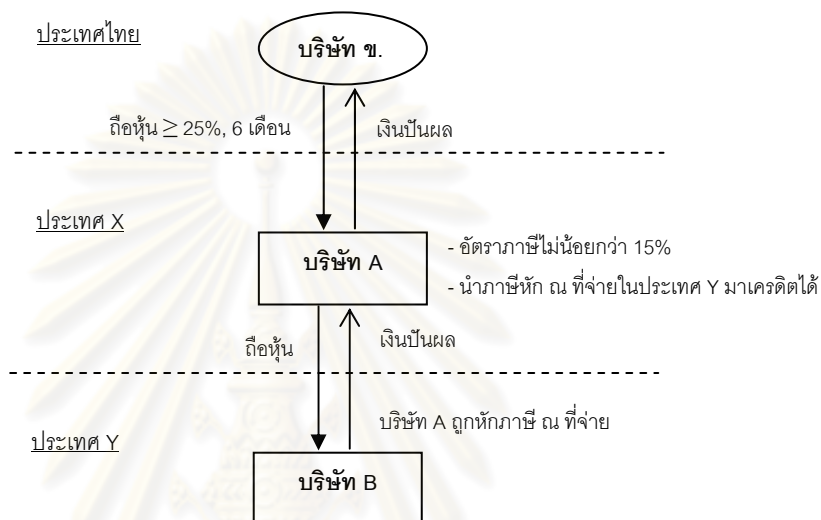 ประเทศไทย
บริษัท ข.
ถือหุ้น ≥ 25%, 6 เดือน
เงินปันผล
ประเทศ X
บริษัท A
- อัตราภาษีไม่น้อยกว่า 15%
- นำภาษีหัก ณ ที่จ่ายในประเทศ Y มาเครดิตได้
ถือหุ้น
เงินปันผล
บริษัท A ถูกหักภาษี ณ ที่จ่าย
ประเทศ Y
บริษัท B